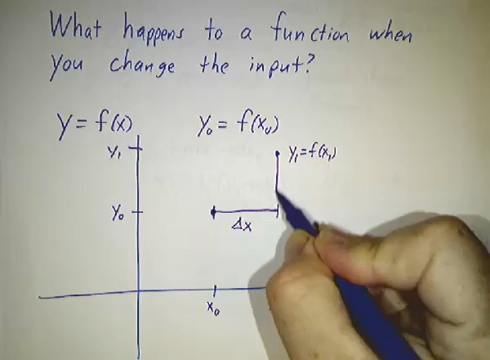 What happens to a function when
you change the input?
y = f(x)
y₀ = f(x₀)
y₁
y₁ = f(x₁)
y₀
Δx
x₀